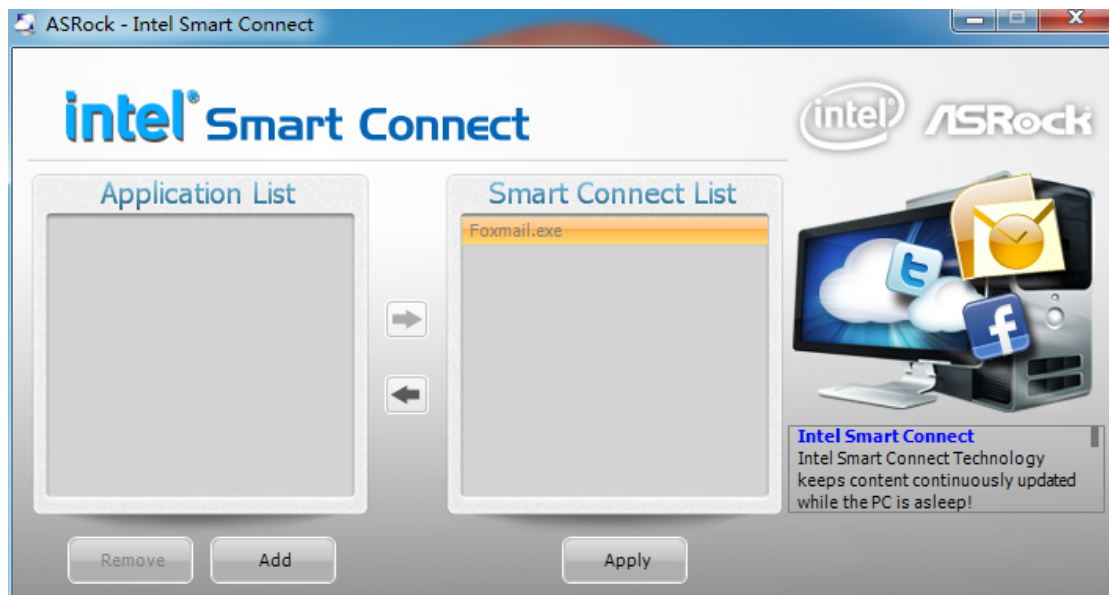 ASRock - Intel Smart Connect
intel® Smart Connect
intel® ASRock
Application List
Smart Connect List
Foxmail.exe
Intel Smart Connect
Intel Smart Connect Technology
keeps content continuously updated
while the PC is asleep!
Remove
Add
Apply